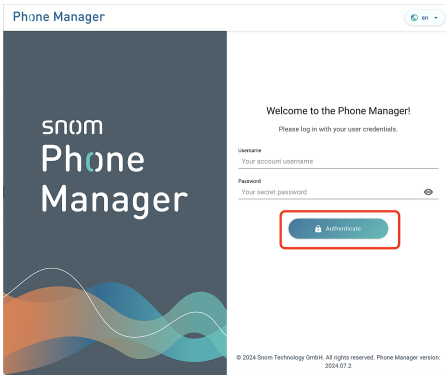 Phone Manager
en
snom
Phone
Manager
Welcome to the Phone Manager!
Please log in with your user credentials.
Username
Your account username
Password
Your secret password
Authenticate
© 2024 Snom Technology GmbH. All rights reserved. Phone Manager version:
2024.07.2